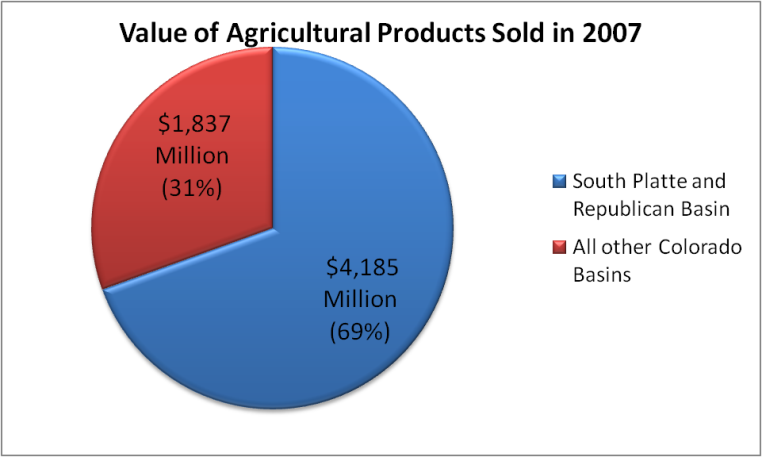 Value of Agricultural Products Sold in 2007
$1,837
Million
(31%)
$4,185
Million
(69%)
South Platte and
Republican Basin
All other Colorado
Basins